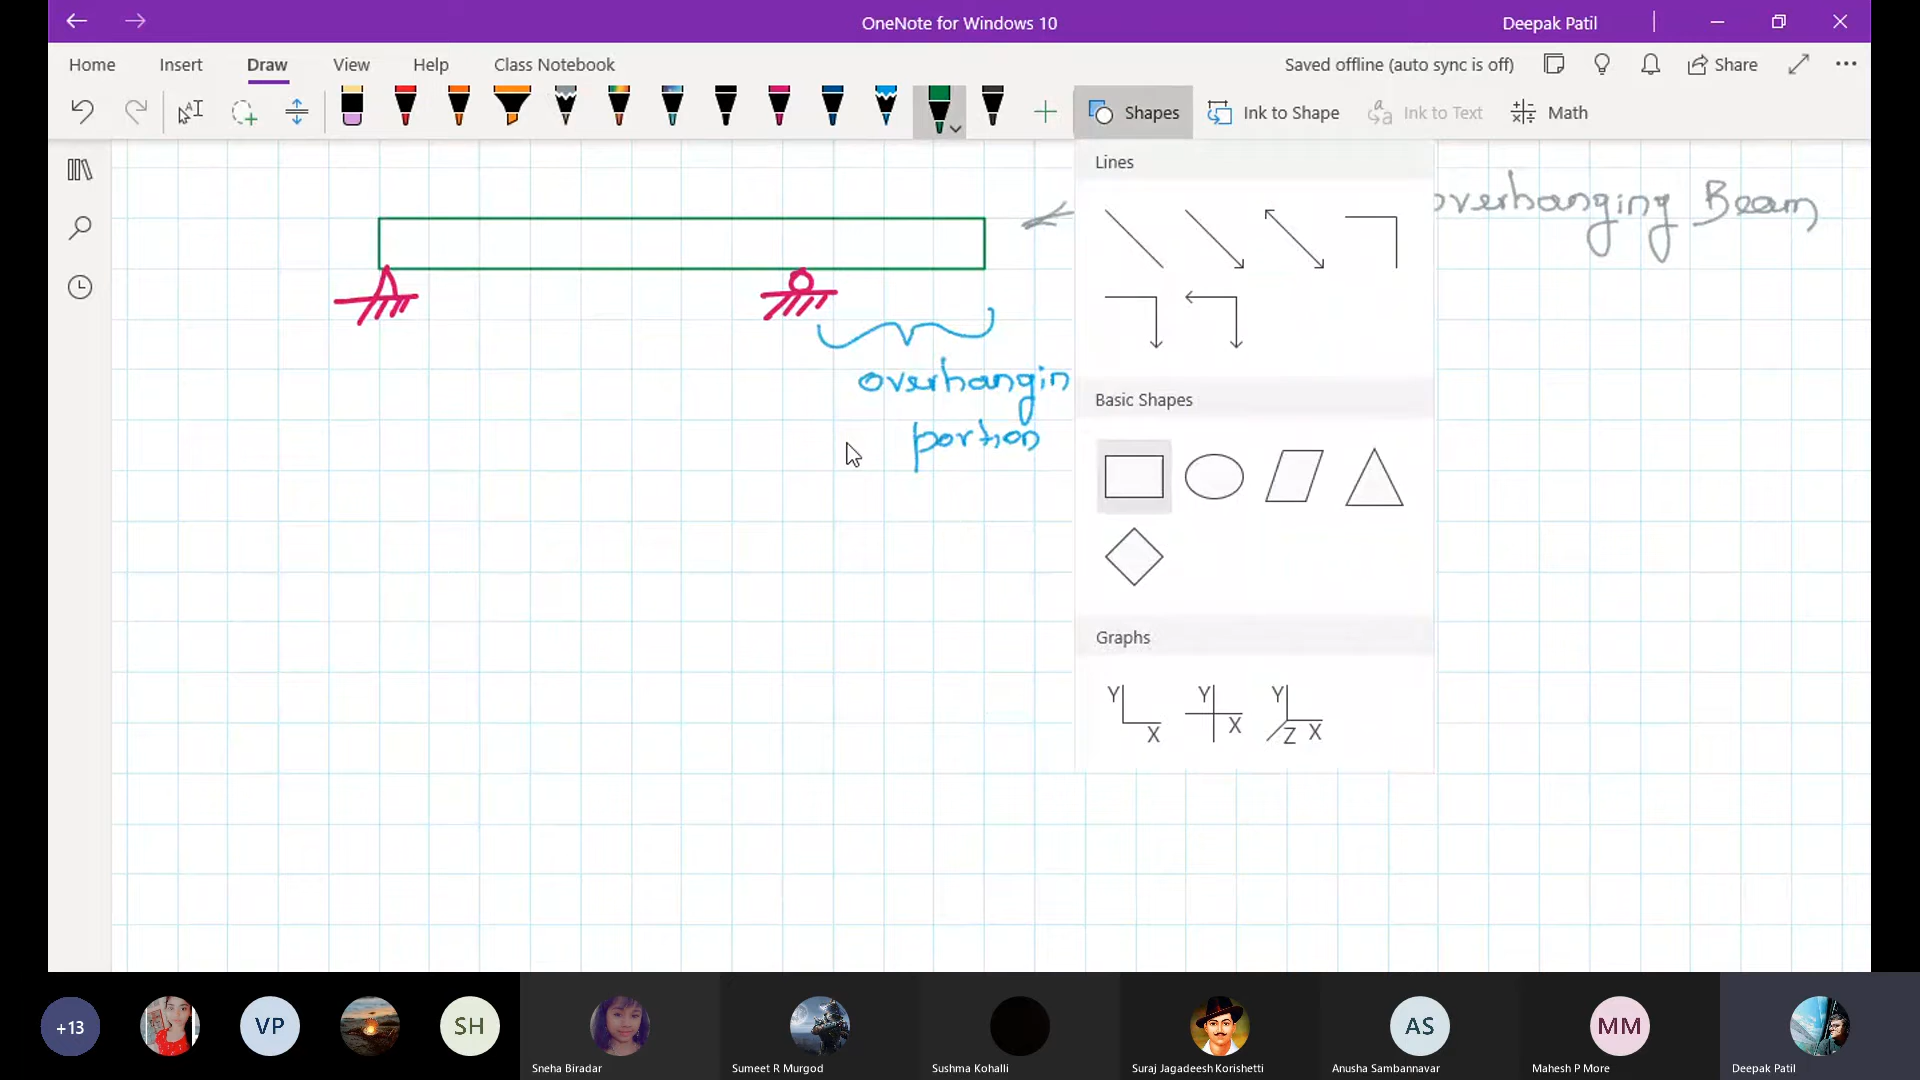 OneNote for Windows 10
Deepak Patil
Home Insert Draw View Help Class Notebook
Saved offline (auto sync is off)
Share
Shapes
Ink to Shape
Ink to Text
Math
Lines
overhanging Beam
overhangin
portion
Basic Shapes
Graphs
Y X
Y X
Y Z X
+13
VP
SH
Sneha Biradar
Sumeet R Murgod
Sushma Kohalli
Suraj Jagadeesh Korishetti
AS
Anusha Sambannavar
MM
Mahesh P More
Deepak Patil